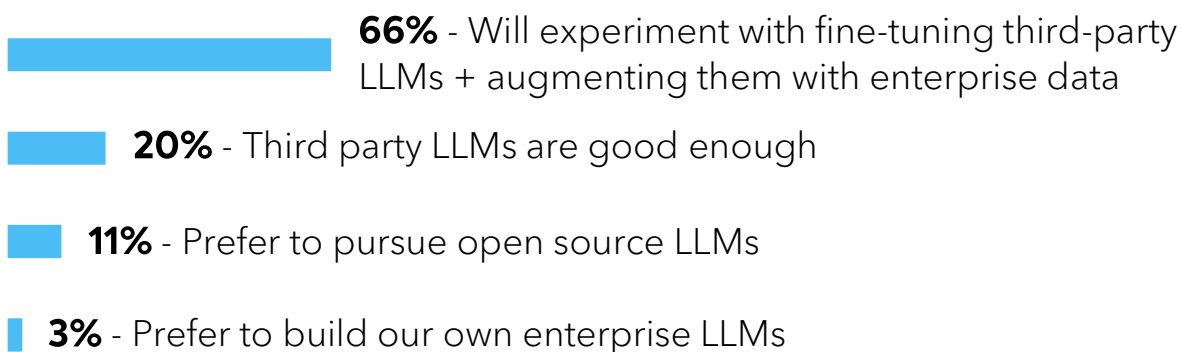 66% - Will experiment with fine-tuning third-party
LLMs + augmenting them with enterprise data
20% - Third party LLMs are good enough
11% - Prefer to pursue open source LLMs
3% - Prefer to build our own enterprise LLMs